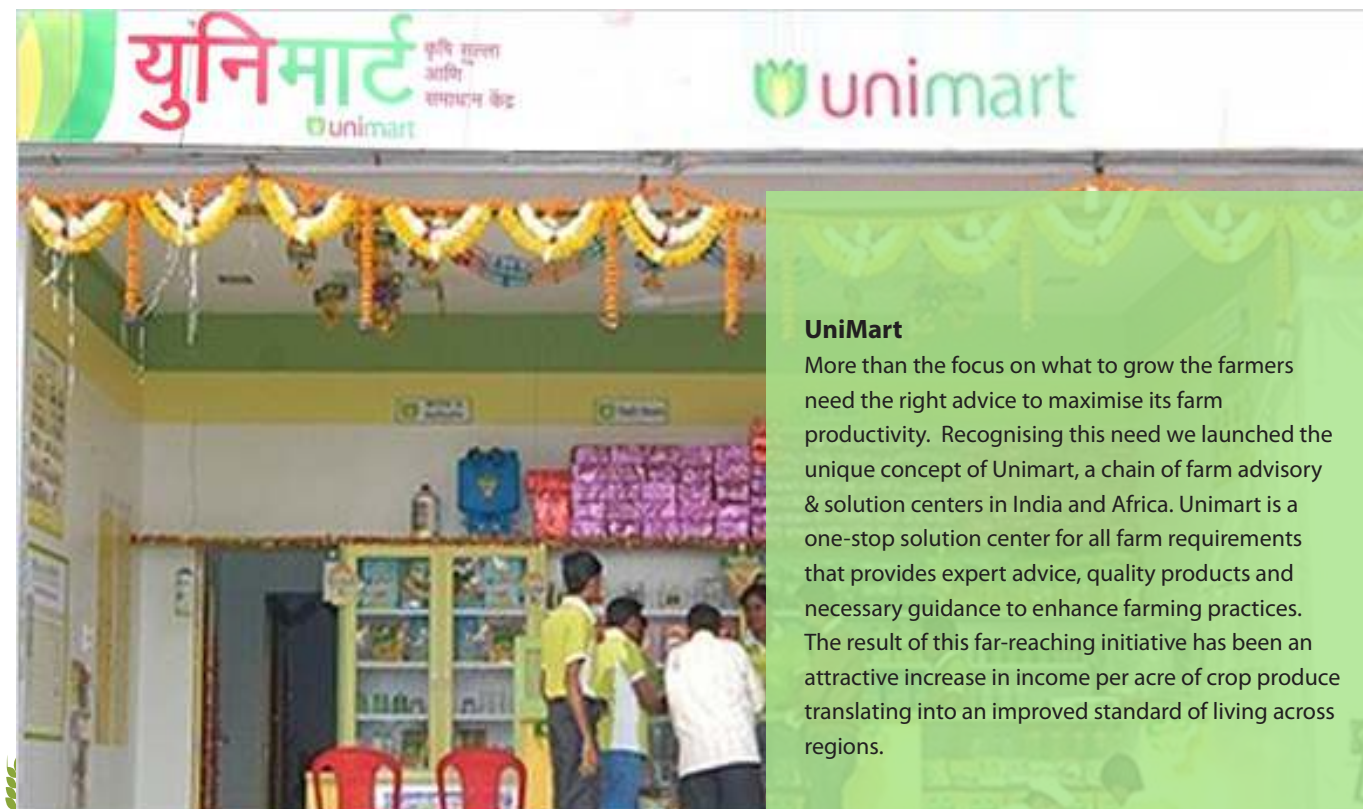 युनिमार्ट
कृषि सल्ला
आणि
समाधान केंद्र
unimart
unimart
UniMart
More than the focus on what to grow the farmers
need the right advice to maximise its farm
productivity. Recognising this need we launched the
unique concept of Unimart, a chain of farm advisory
& solution centers in India and Africa. Unimart is a
one-stop solution center for all farm requirements
that provides expert advice, quality products and
necessary guidance to enhance farming practices.
The result of this far-reaching initiative has been an
attractive increase in income per acre of crop produce
translating into an improved standard of living across
regions.